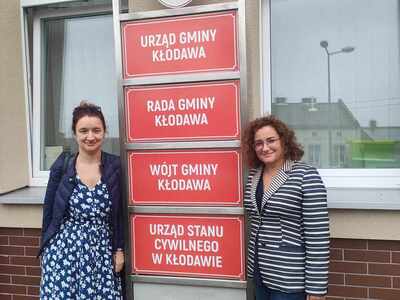 URZĄD GMINY
KŁODAWA
RADA GMINY
KŁODAWA
WÓJT GMINY
KŁODAWA
URZĄD STANU
CYWILNEGO
W KŁODAWIE